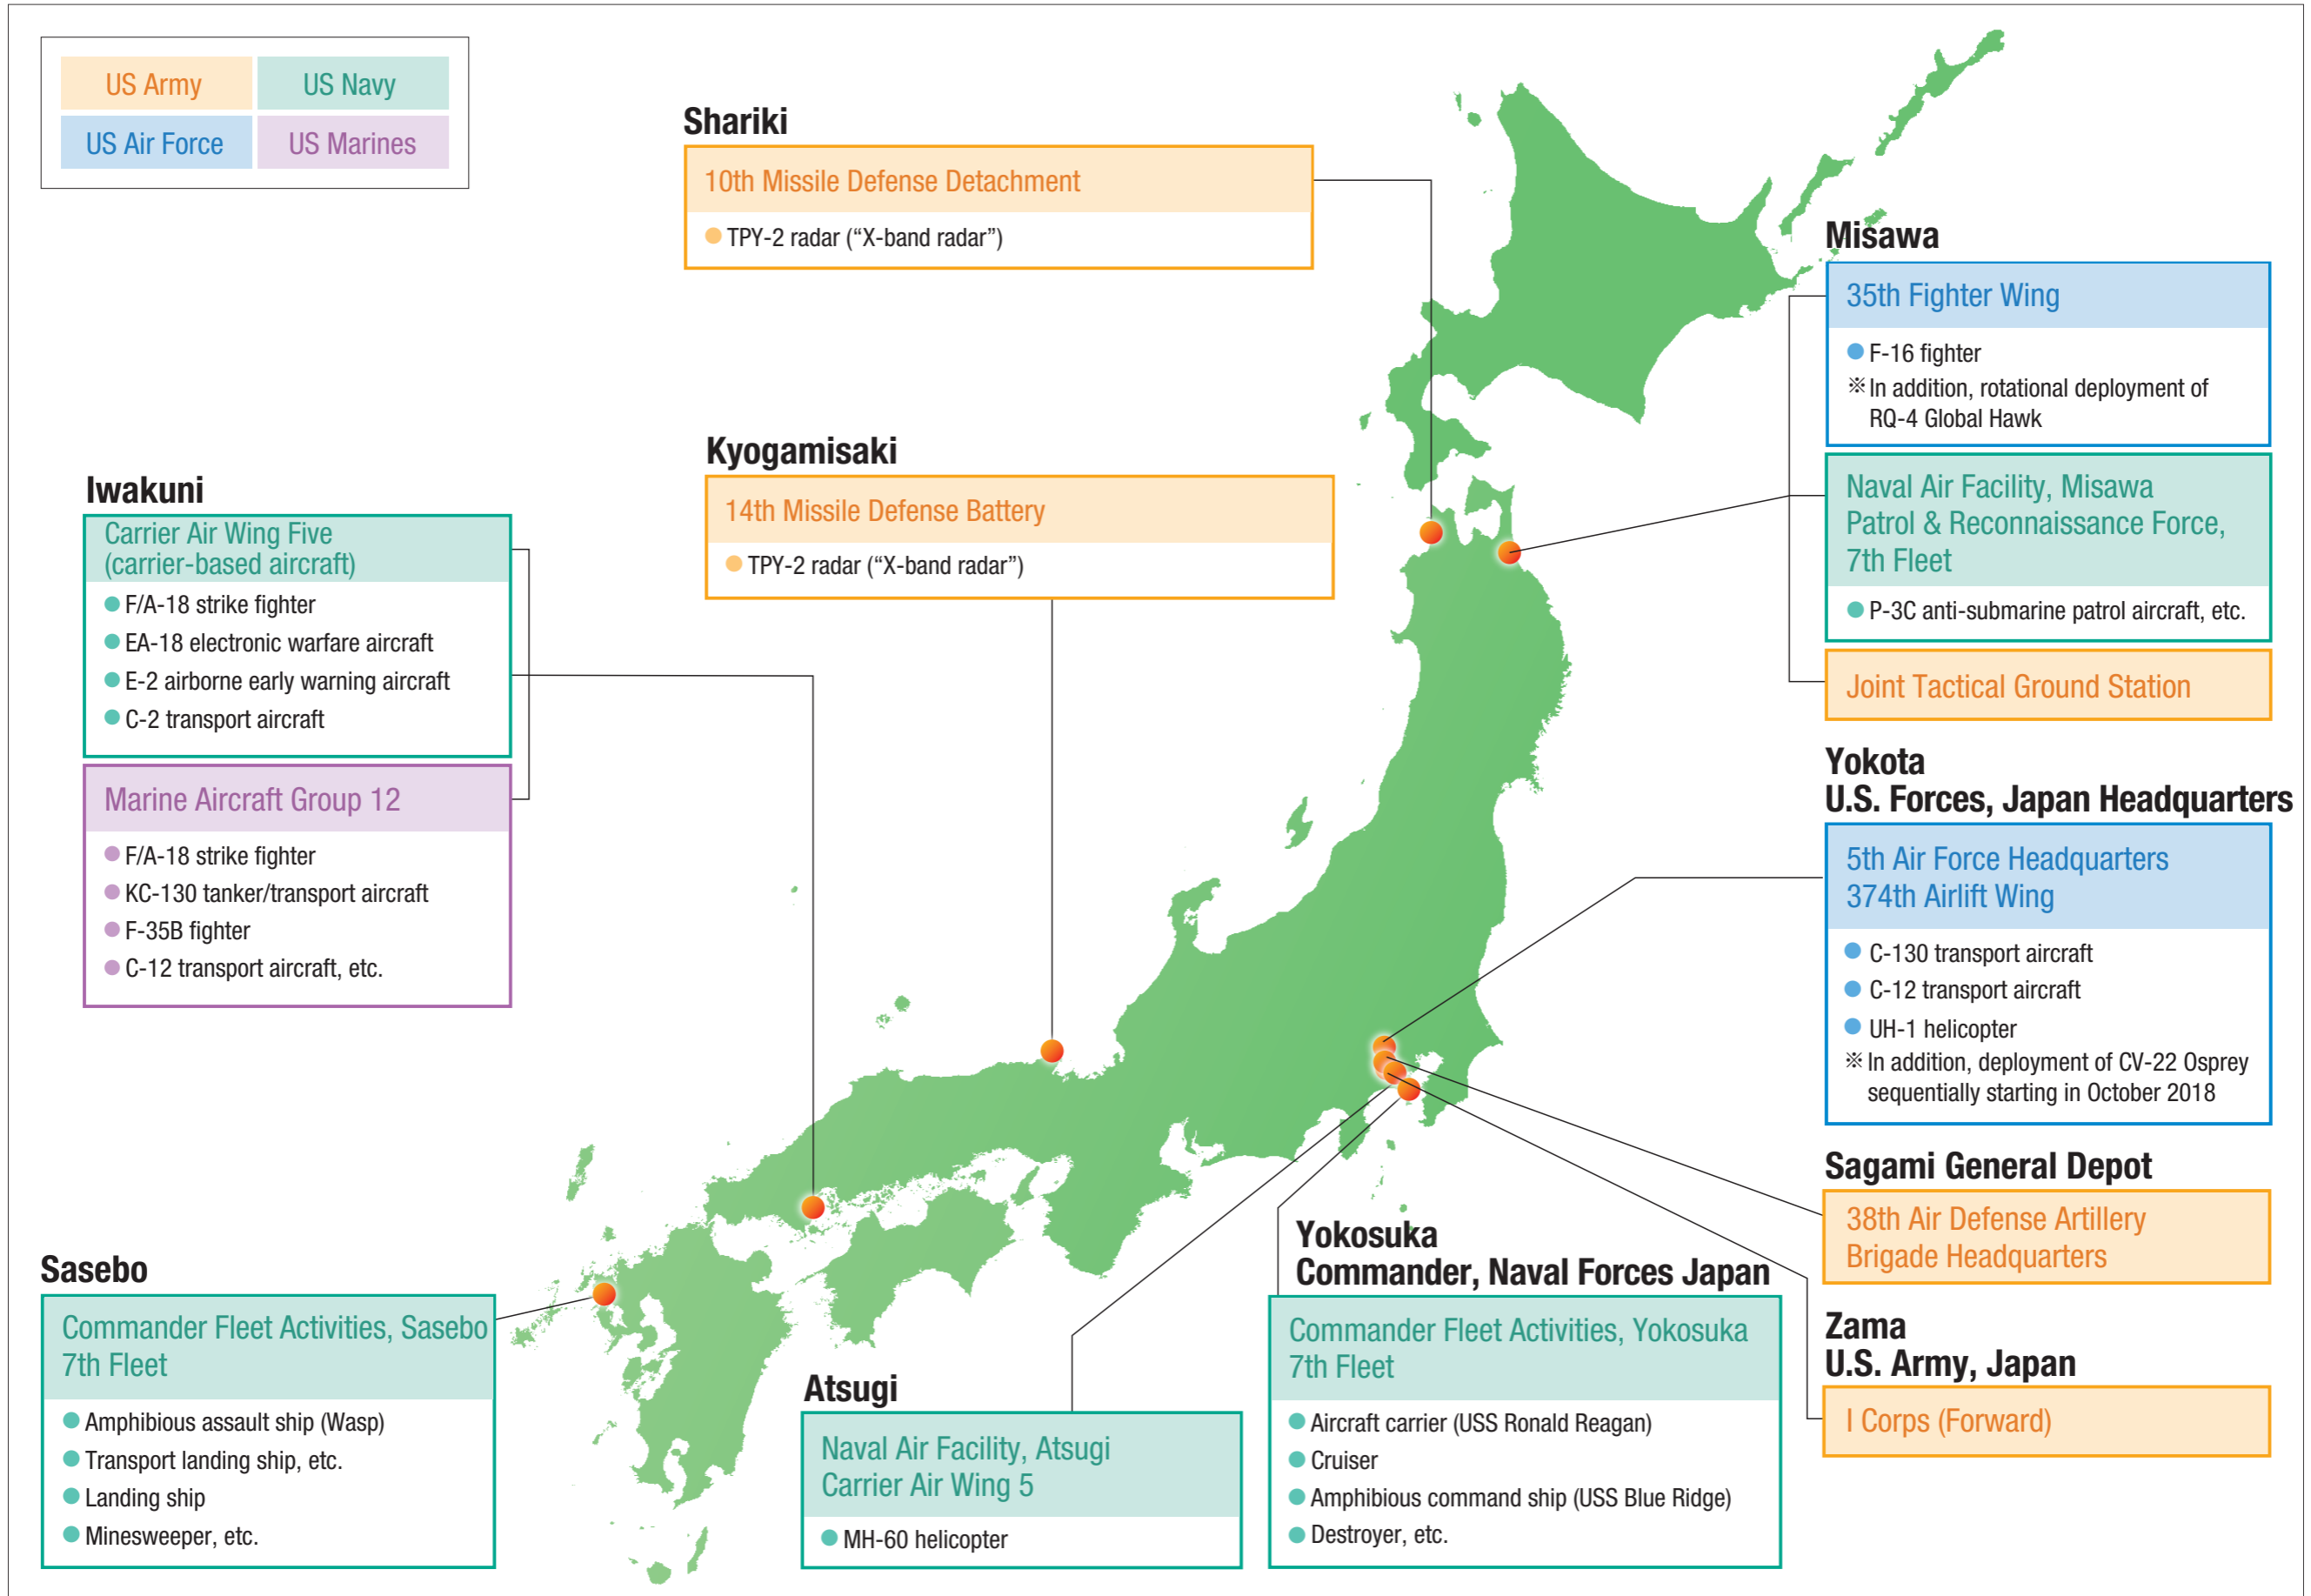 US Army
US Navy
US Air Force
US Marines
Shariki
10th Missile Defense Detachment
● TPY-2 radar (“X-band radar”)
Misawa
35th Fighter Wing
● F-16 fighter
※ In addition, rotational deployment of
RQ-4 Global Hawk
Naval Air Facility, Misawa
Patrol & Reconnaissance Force,
7th Fleet
● P-3C anti-submarine patrol aircraft, etc.
Joint Tactical Ground Station
Kyogamisaki
14th Missile Defense Battery
● TPY-2 radar (“X-band radar”)
Iwakuni
Carrier Air Wing Five
(carrier-based aircraft)
● F/A-18 strike fighter
● EA-18 electronic warfare aircraft
● E-2 airborne early warning aircraft
● C-2 transport aircraft
Marine Aircraft Group 12
● F/A-18 strike fighter
● KC-130 tanker/transport aircraft
● F-35B fighter
● C-12 transport aircraft, etc.
Yokota
U.S. Forces, Japan Headquarters
5th Air Force Headquarters
374th Airlift Wing
● C-130 transport aircraft
● C-12 transport aircraft
● UH-1 helicopter
※ In addition, deployment of CV-22 Osprey
sequentially starting in October 2018
Sagami General Depot
38th Air Defense Artillery
Brigade Headquarters
Zama
U.S. Army, Japan
I Corps (Forward)
Yokosuka
Commander, Naval Forces Japan
Commander Fleet Activities, Yokosuka
7th Fleet
● Aircraft carrier (USS Ronald Reagan)
● Cruiser
● Amphibious command ship (USS Blue Ridge)
● Destroyer, etc.
Atsugi
Naval Air Facility, Atsugi
Carrier Air Wing 5
● MH-60 helicopter
Sasebo
Commander Fleet Activities, Sasebo
7th Fleet
● Amphibious assault ship (Wasp)
● Transport landing ship, etc.
● Landing ship
● Minesweeper, etc.